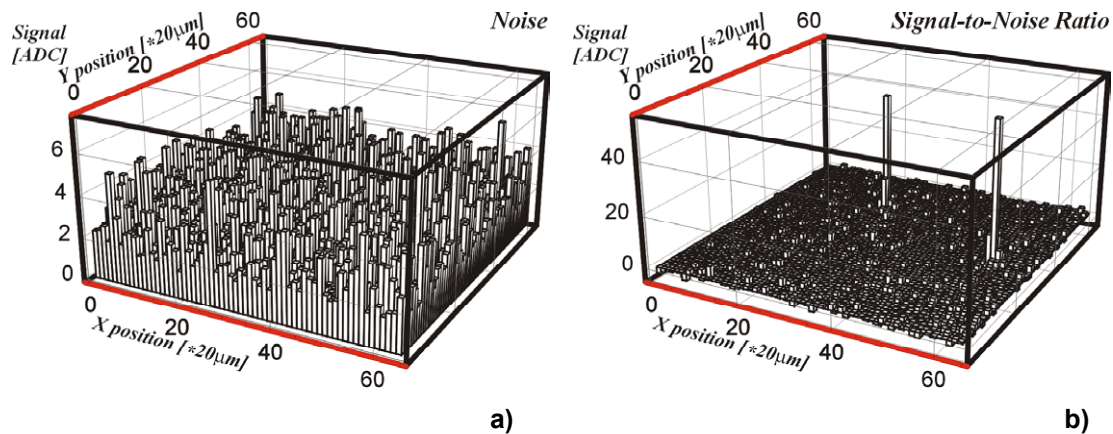 Signal
[ADC]
Noise
Y position [*20μm]
0
20
40
60
6
4
2
0
0
20
40
60
X position [*20μm]
a)
Signal
[ADC]
Signal-to-Noise Ratio
Y position [*20μm]
0
20
40
60
40
20
0
0
20
40
60
X position [*20μm]
b)